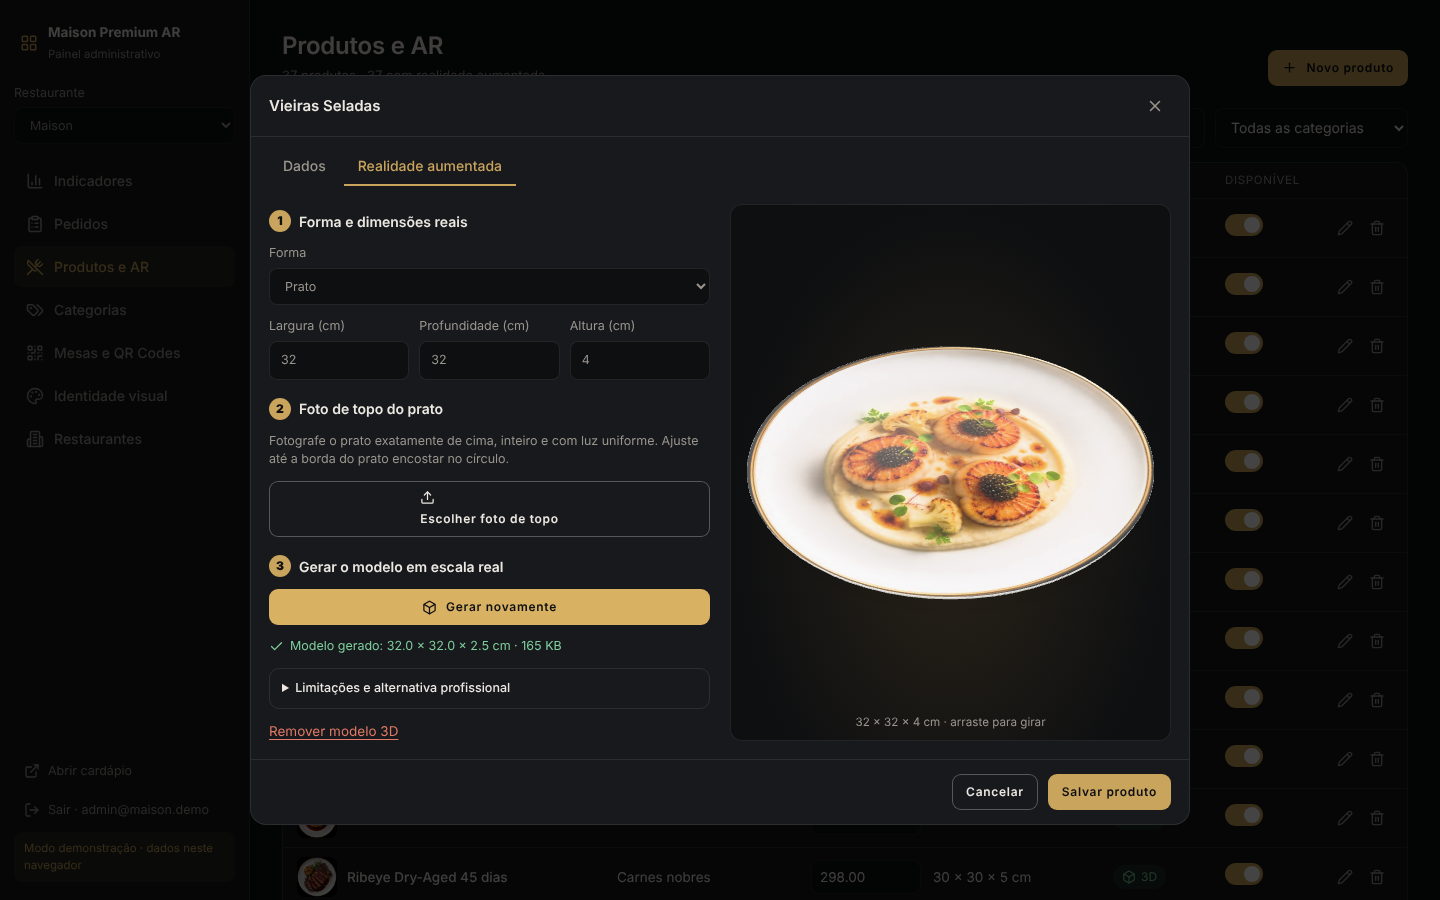 Maison Premium AR
Painel administrativo
Restaurante
Maison
Indicadores
Pedidos
Produtos e AR
Categorias
Mesas e QR Codes
Identidade visual
Restaurantes
Abrir cardápio
Sair · admin@maison.demo
Modo demonstração · dados neste
navegador
Produtos e AR
37 produtos · 37 com realidade aumentada
Novo produto
Todas as categorias
DISPONÍVEL
Vieiras Seladas
Dados
Realidade aumentada
1 Forma e dimensões reais
Forma
Prato
Largura (cm) Profundidade (cm) Altura (cm)
32 32 4
2 Foto de topo do prato
Fotografe o prato exatamente de cima, inteiro e com luz uniforme. Ajuste
até a borda do prato encostar no círculo.
Escolher foto de topo
3 Gerar o modelo em escala real
Gerar novamente
Modelo gerado: 32.0 × 32.0 × 2.5 cm · 165 KB
Limitações e alternativa profissional
Remover modelo 3D
32 × 32 × 4 cm · arraste para girar
Cancelar
Salvar produto
Ribeye Dry-Aged 45 dias Carnes nobres 298.00 30 × 30 × 5 cm 3D